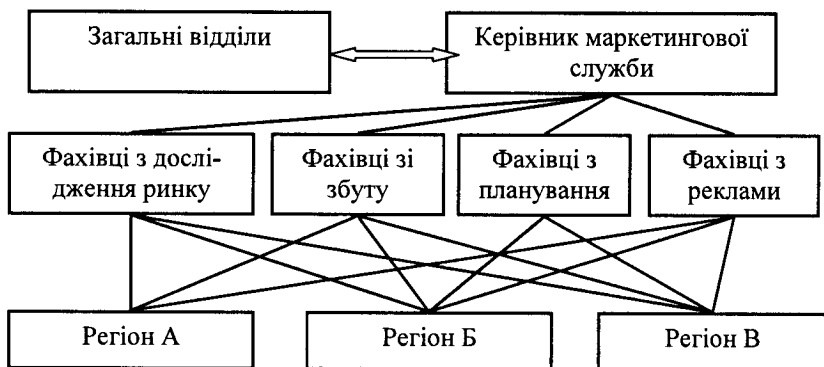 Загальні відділи
Керівник маркетингової
служби
Фахівці з дослі-
дження ринку
Фахівці зі
збуту
Фахівці з
планування
Фахівці з
реклами
Регіон А
Регіон Б
Регіон В